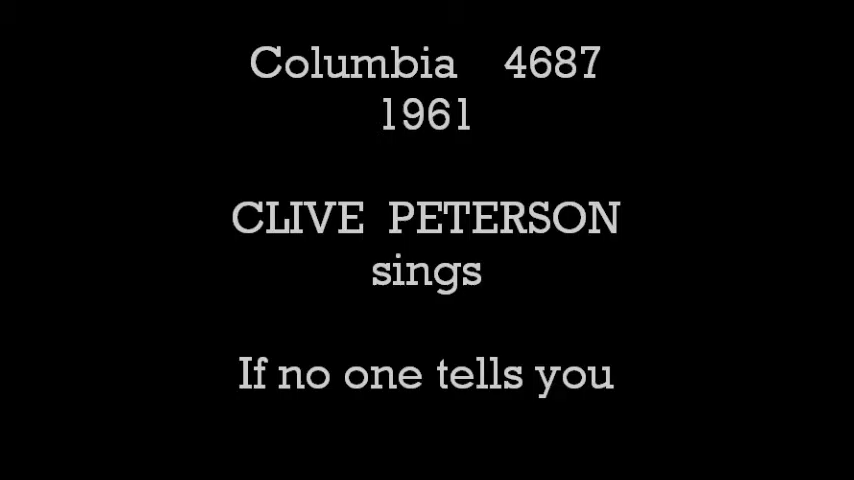 Columbia 4687
1961
CLIVE PETERSON
sings
If no one tells you